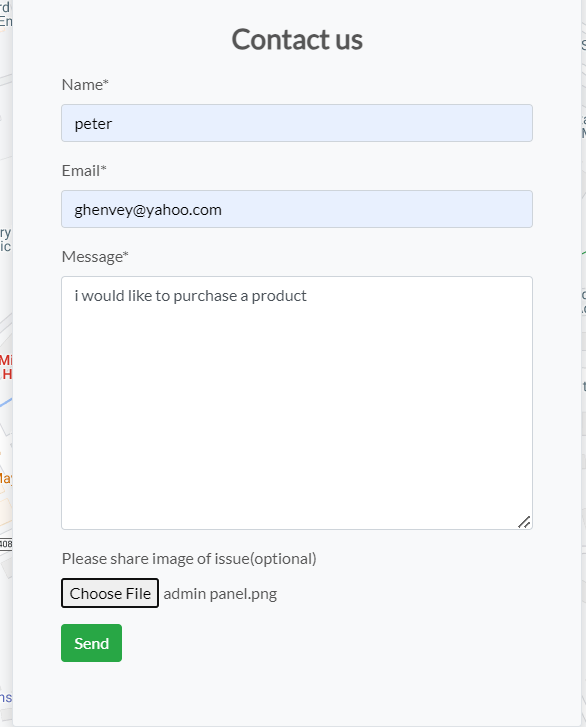 Contact us
Name*
peter
Email*
ghenvey@yahoo.com
Message*
i would like to purchase a product
Please share image of issue(optional)
Choose File admin panel.png
Send